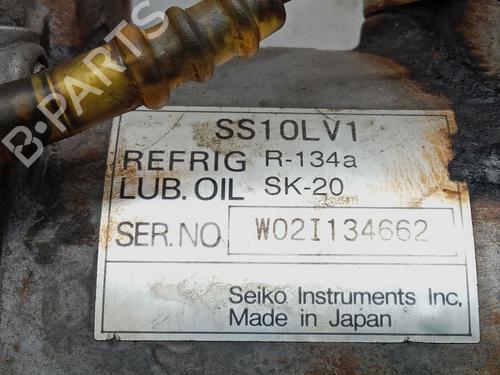 B-PARTS
SS10LV1
REFRIG R-134a
LUB. OIL SK-20
SER. NO W02I134662
Seiko Instruments Inc,
Made in Japan